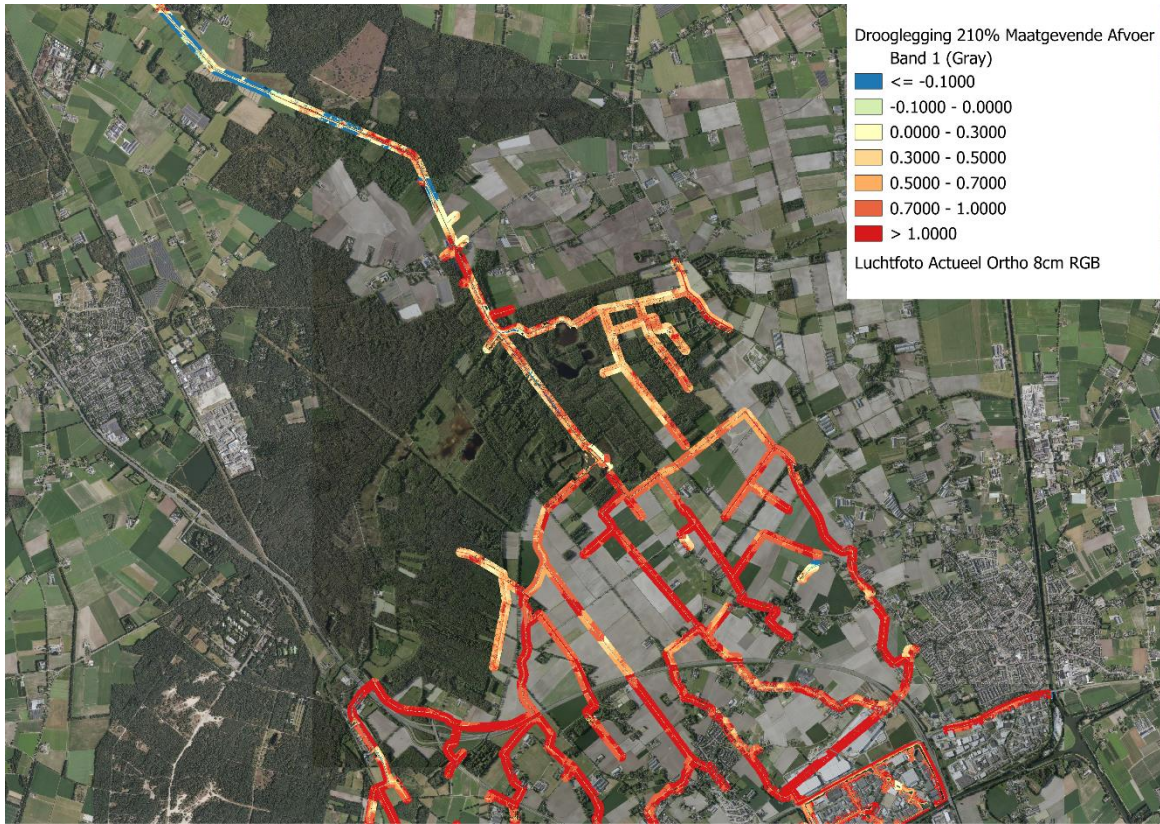 Drooglegging 210% Maatgevende Afvoer
Band 1 (Gray)
<= -0.1000
-0.1000 - 0.0000
0.0000 - 0.3000
0.3000 - 0.5000
0.5000 - 0.7000
0.7000 - 1.0000
> 1.0000
Luchtfoto Actueel Ortho 8cm RGB